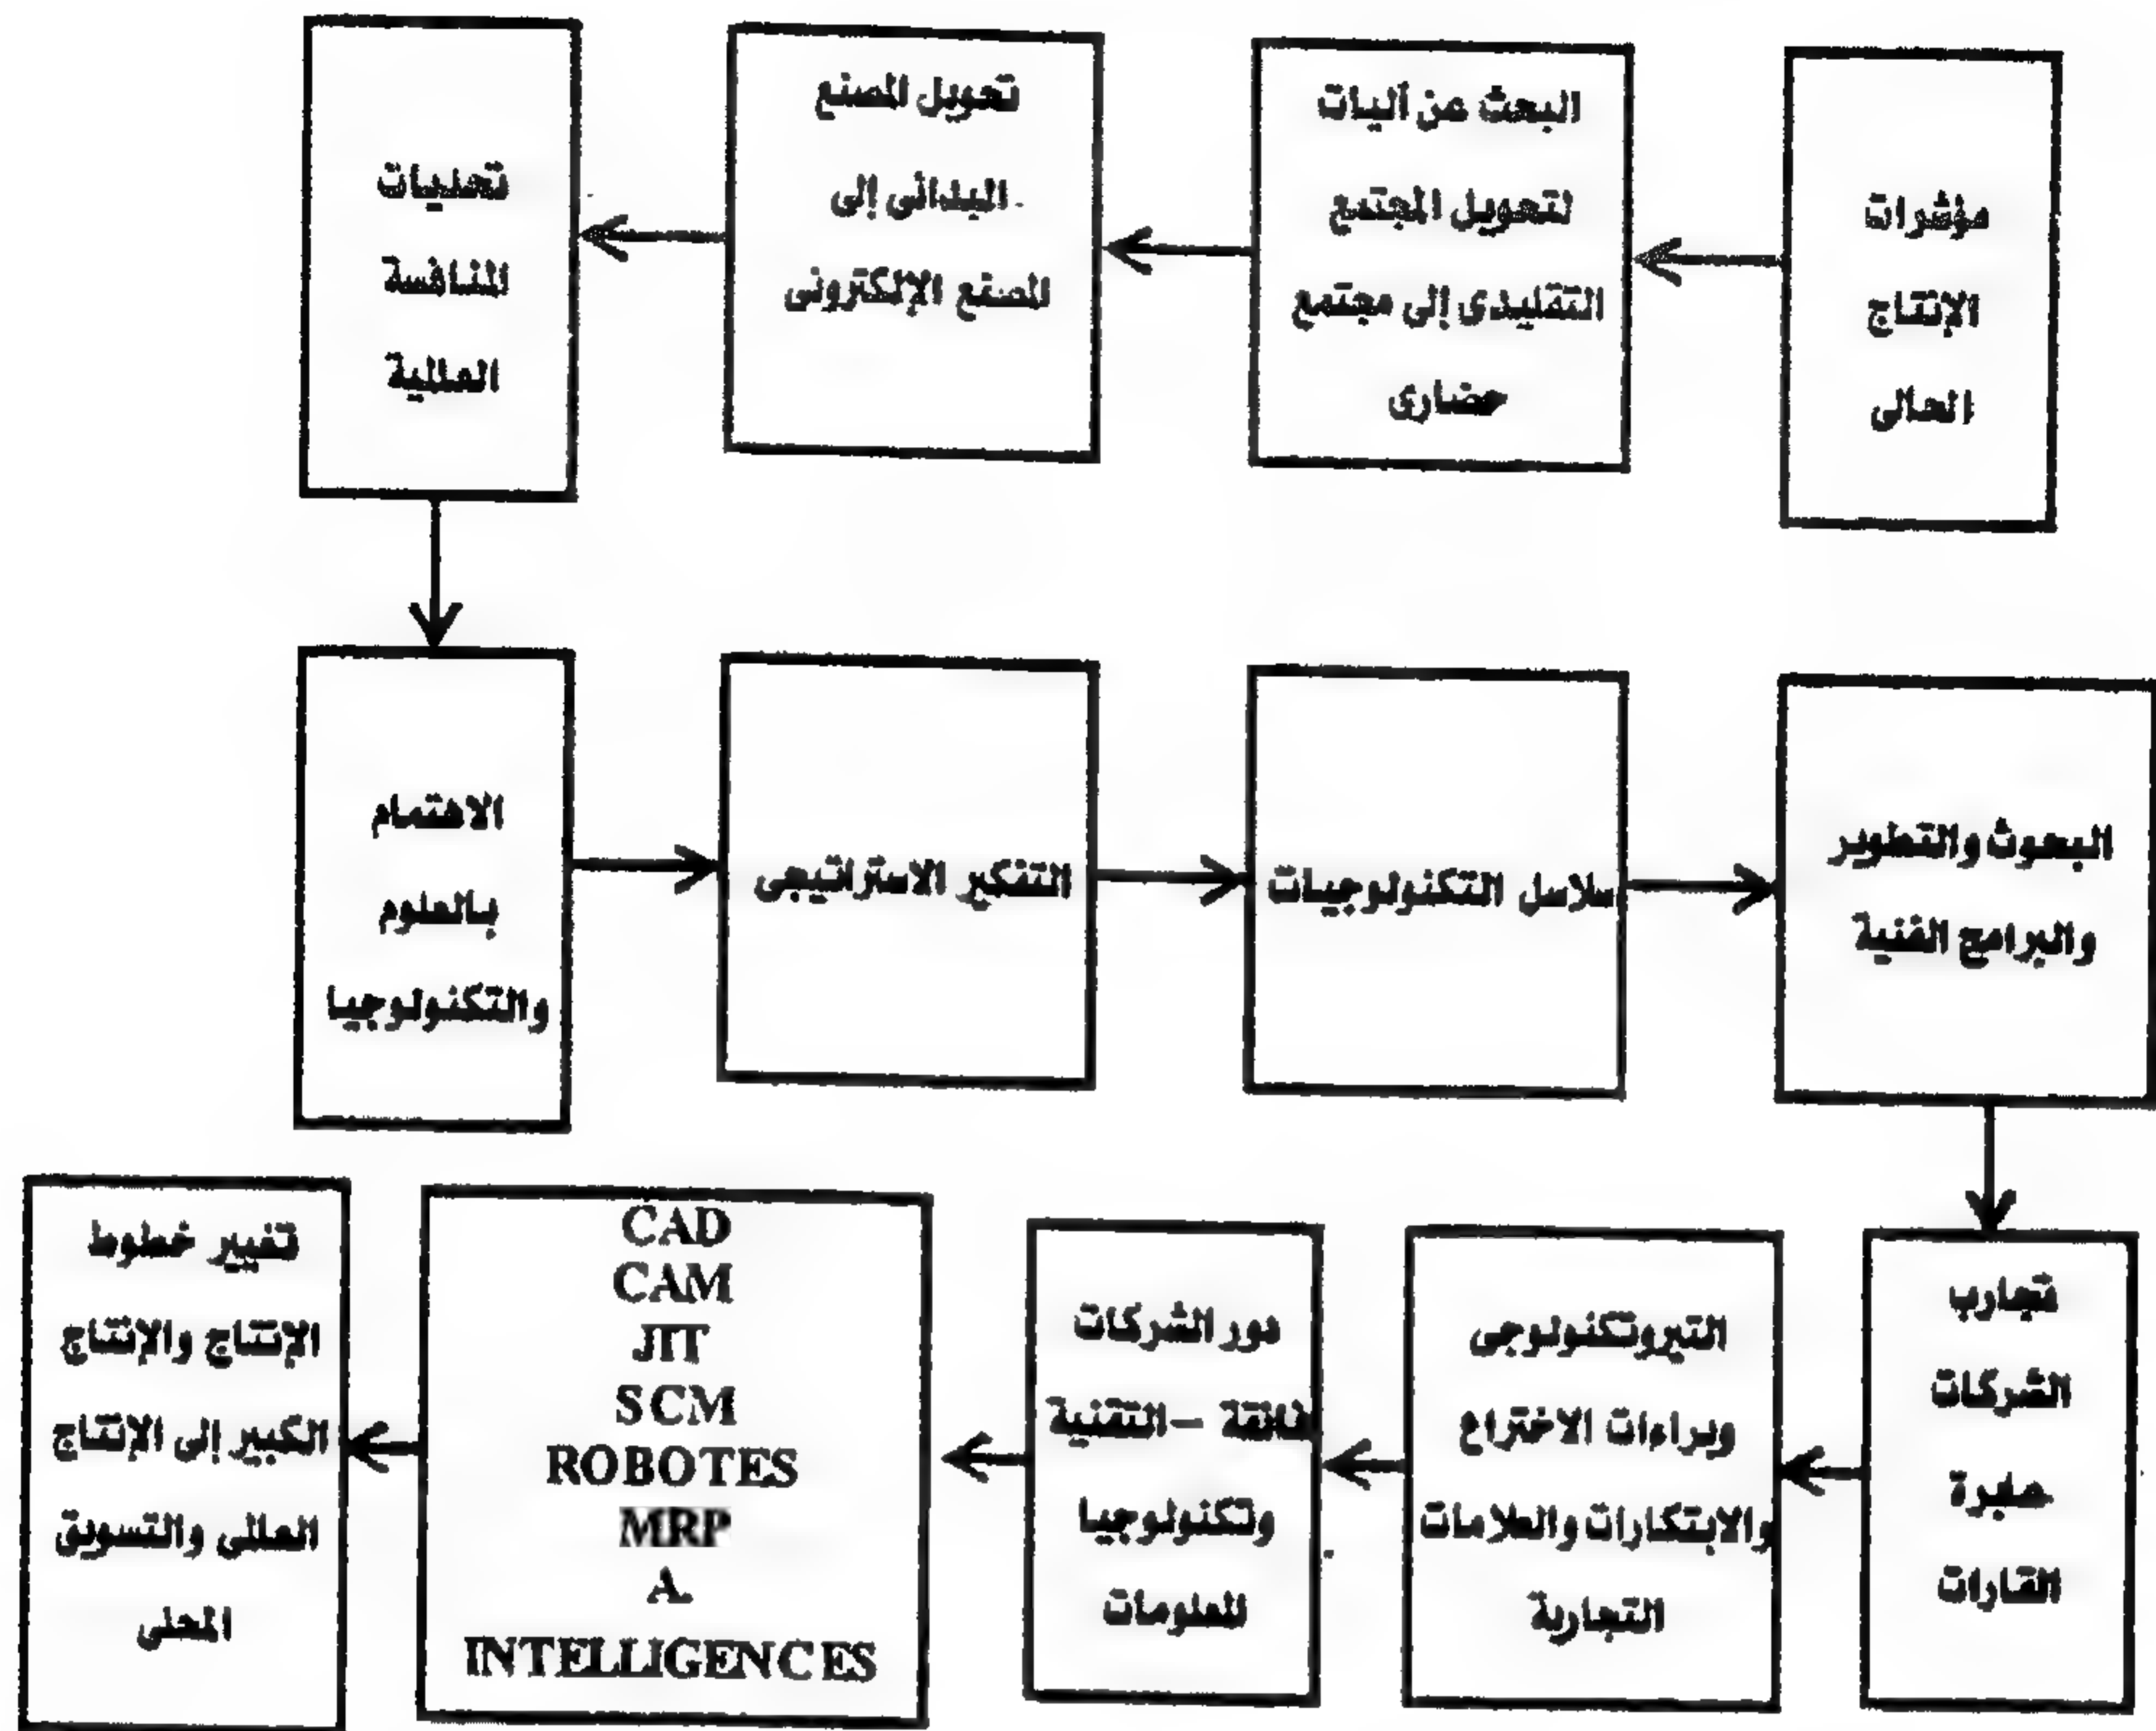 مؤشرات
الإنتاج
الحالى
البحث عن آليات
لتحويل المجتمع
التقليدى إلى مجتمع
حضارى
تحويل المصنع
البدائى إلى
المصنع الإلكترونى
تحديات
المنافسة
العالمية
الاهتمام
بالعلوم
والتكنولوجيا
التفكير الاستراتيجى
سلاسل التكنولوجيات
البحوث والتطوير
والبرامج الفنية
تجارب
الشركات
عابرة
القارات
التيروتكنولوجى
وبراءات الاختراع
والابتكارات والعلامات
التجارية
دور الشركات
فائقة – التقنية
وتكنولوجيا
المعلومات
CAD
CAM
JIT
SCM
ROBOTES
MRP
A.
INTELLIGENCES
تغيير خطوط
الإنتاج والإنتاج
الكبير إلى الإنتاج
العالمى والتسويق
المحلى